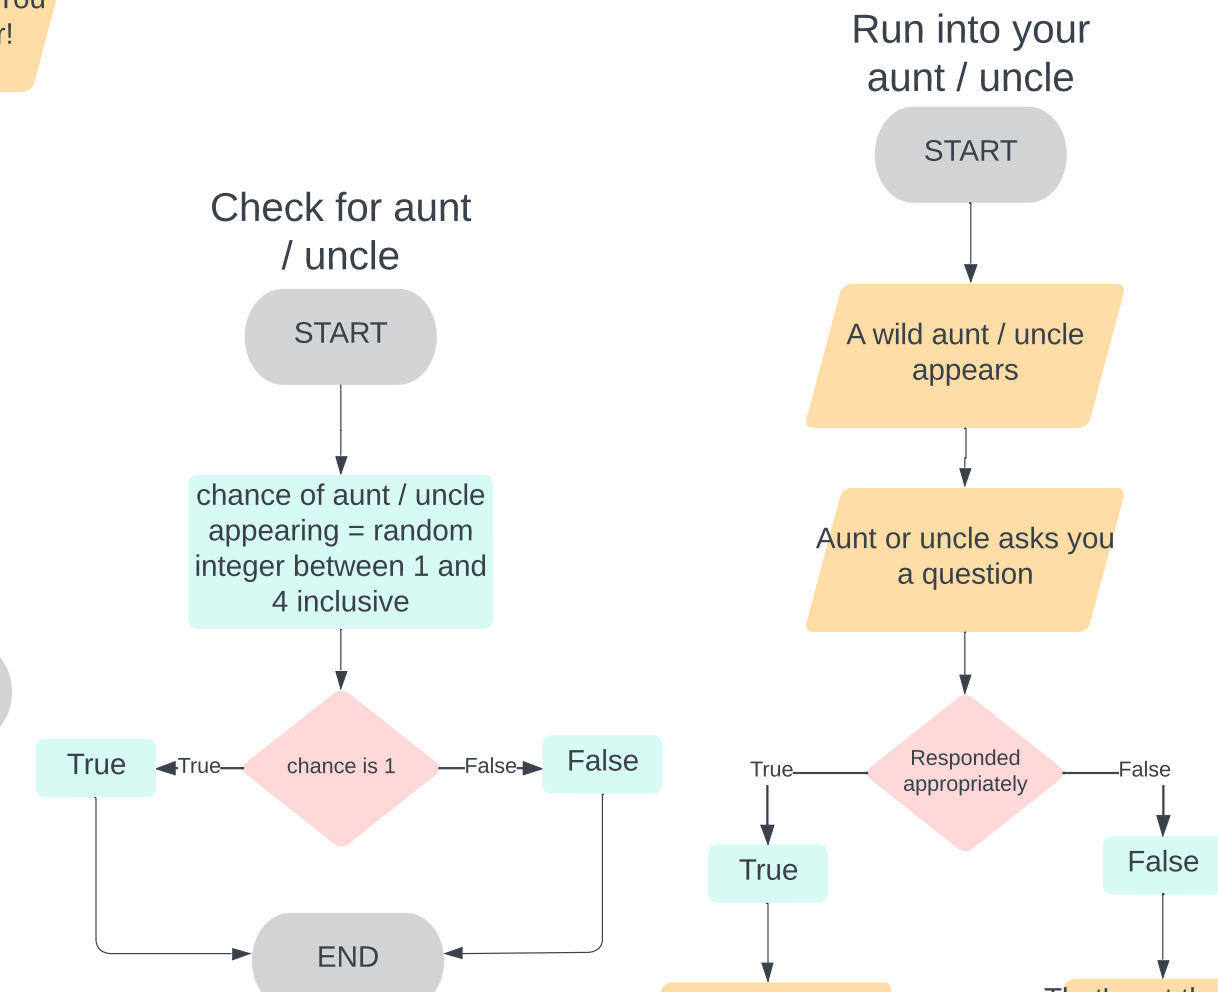 You
r!
Check for aunt
/ uncle
START
chance of aunt / uncle
appearing = random
integer between 1 and
4 inclusive
chance is 1
True
True
False
False
END
Run into your
aunt / uncle
START
A wild aunt / uncle
appears
Aunt or uncle asks you
a question
Responded
appropriately
True
False
True
False